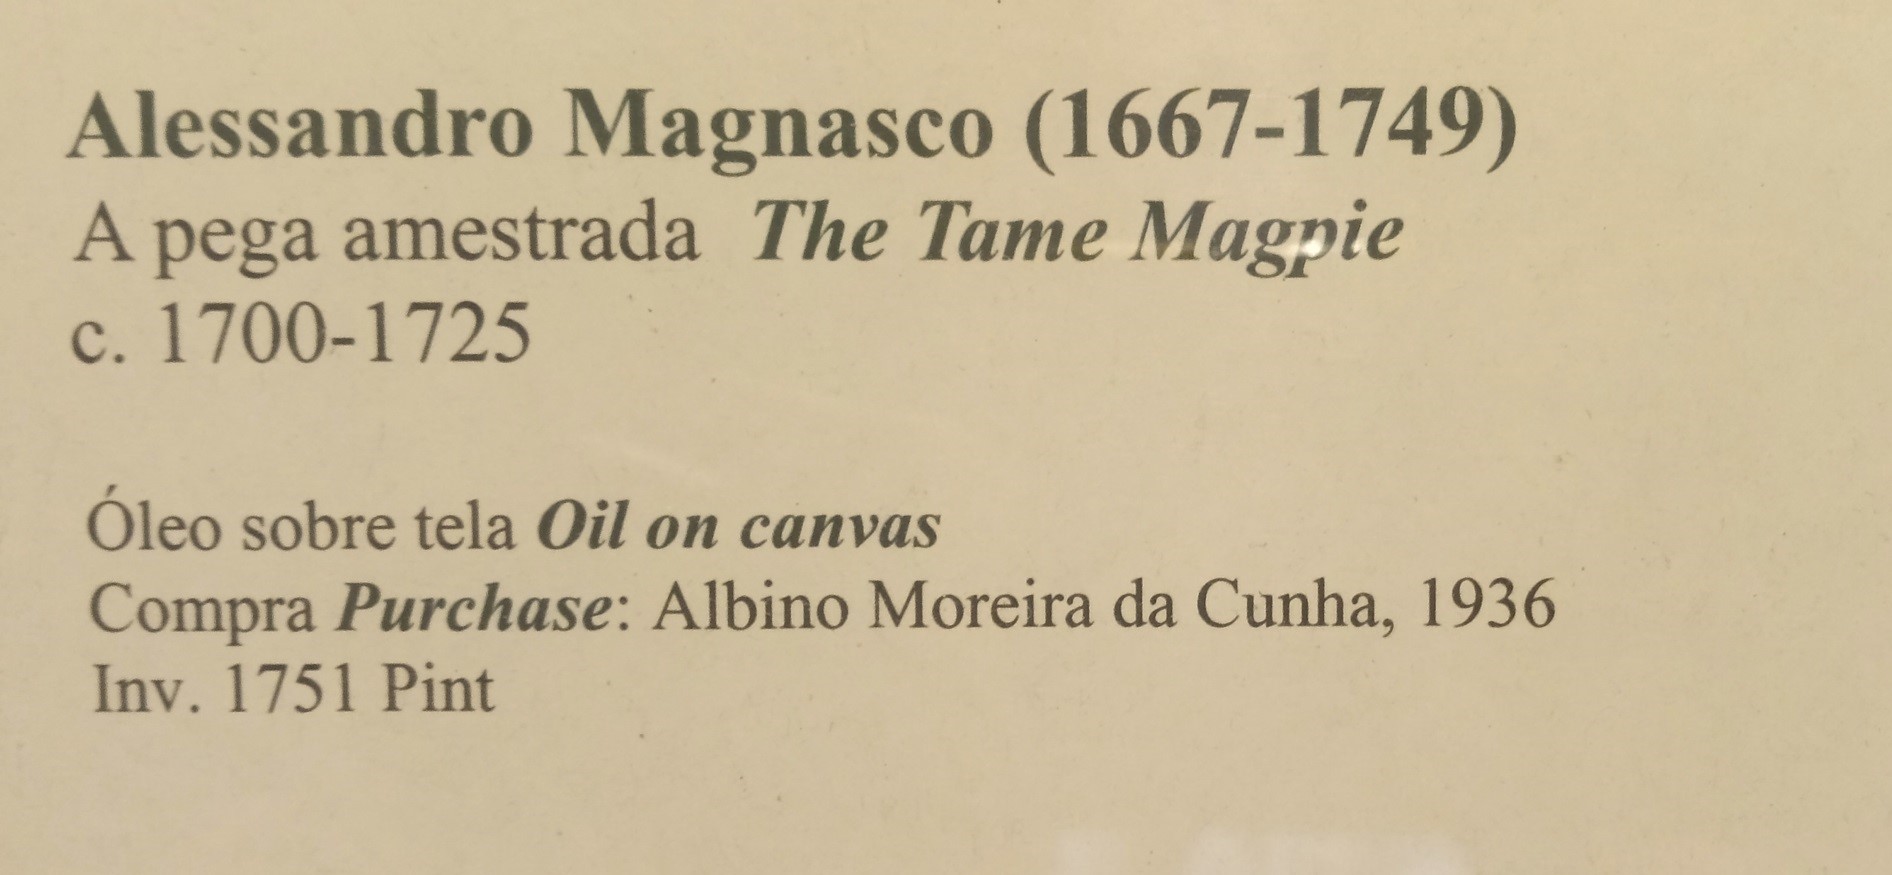 Alessandro Magnasco (1667-1749)
A pega amestrada The Tame Magpie
c. 1700-1725
Óleo sobre tela Oil on canvas
Compra Purchase: Albino Moreira da Cunha, 1936
Inv. 1751 Pint